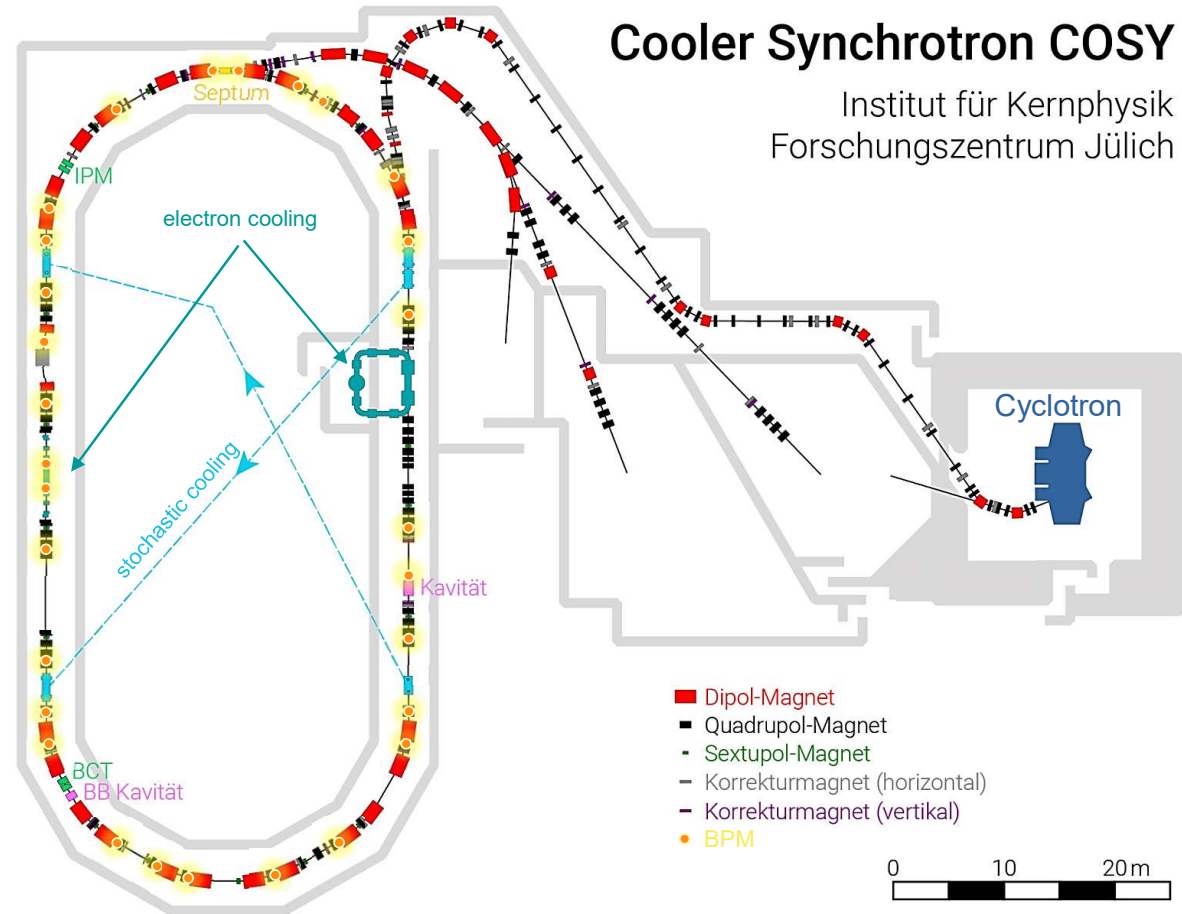 Cooler Synchrotron COSY
Institut für Kernphysik
Forschungszentrum Jülich
Septum
IPM
electron cooling
stochastic cooling
Cyclotron
Kavität
BCT
BB Kavität
Dipol-Magnet
Quadrupol-Magnet
Sextupol-Magnet
Korrekturmagnet (horizontal)
Korrekturmagnet (vertikal)
BPM
0 10 20 m